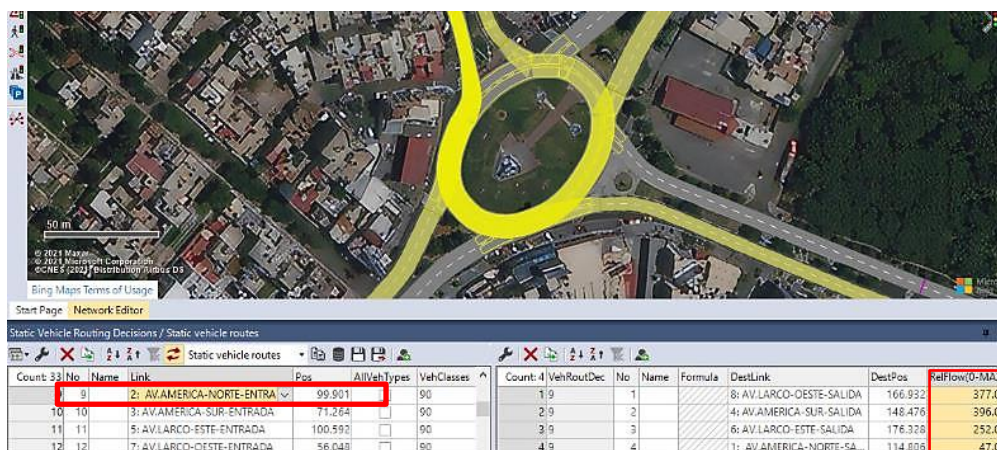 50 m
© 2021 Maxar
© 2021 Microsoft Corporation
©CNES (2021) Distribution Airbus DS
Bing Maps Terms of Usage
Start Page Network Editor
Static Vehicle Routing Decisions / Static vehicle routes
Static vehicle routes
Count: 33 No Name Link Pos AllVehTypes VehClasses
9 2: AV.AMERICA-NORTE-ENTRA 99.901 90
10 10 3: AV.AMERICA-SUR-ENTRADA 71.264 90
11 11 5: AV.LARCO-ESTE-ENTRADA 100.592 90
12 12 7: AV.LARCO-OESTE-ENTRADA 56.048 90
Count: 4 VehRoutDec No Name Formula DestLink DestPos RelFlow(0-MA
1 9 1 8: AV.LARCO-OESTE-SALIDA 166.932 377.0
2 9 2 4: AV.AMERICA-SUR-SALIDA 148.476 396.0
3 9 3 6: AV.LARCO-ESTE-SALIDA 176.328 252.0
4 9 4 1: AV.AMERICA-NORTE-SA... 114.806 47.0